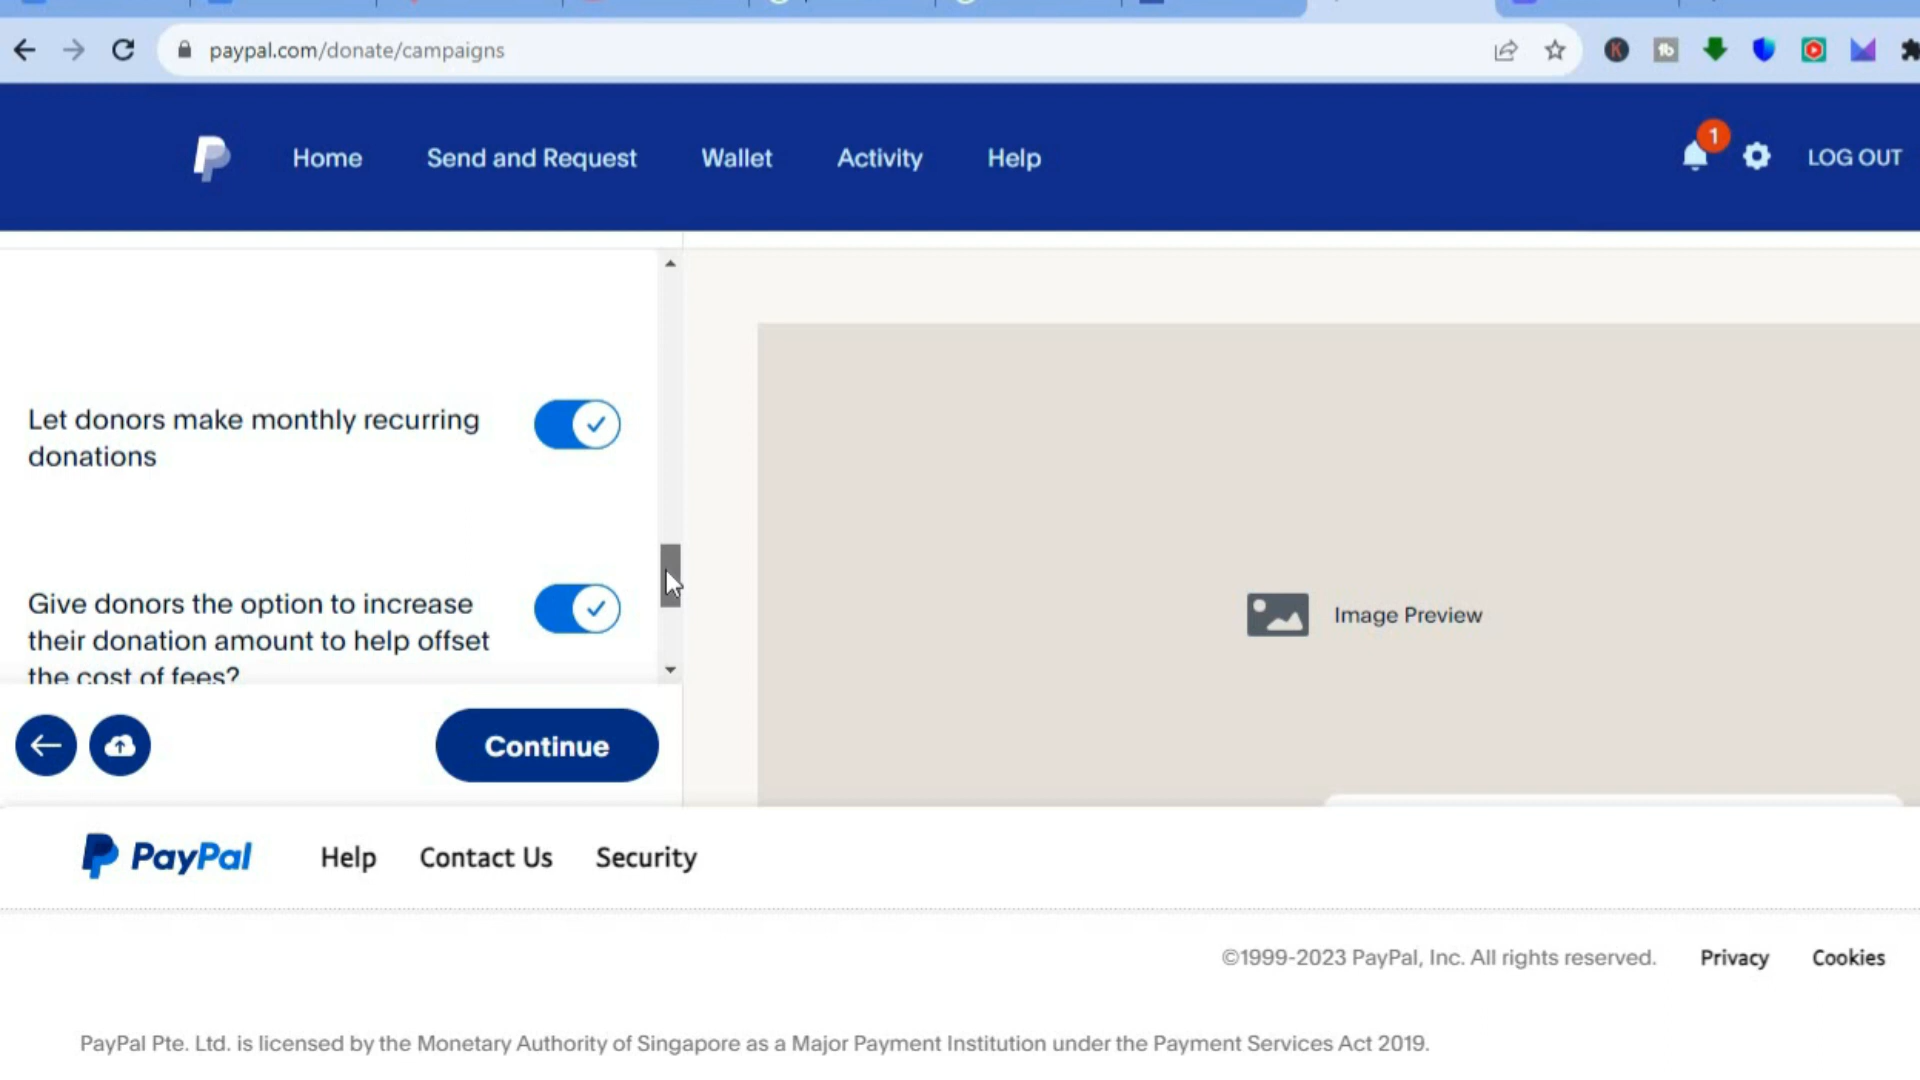 paypal.com/donate/campaigns
Home Send and Request Wallet Activity Help 1 LOG OUT
Let donors make monthly recurring
donations
Give donors the option to increase
their donation amount to help offset
the cost of fees?
Image Preview
Continue
PayPal Help Contact Us Security
©1999-2023 PayPal, Inc. All rights reserved. Privacy Cookies
PayPal Pte. Ltd. is licensed by the Monetary Authority of Singapore as a Major Payment Institution under the Payment Services Act 2019.